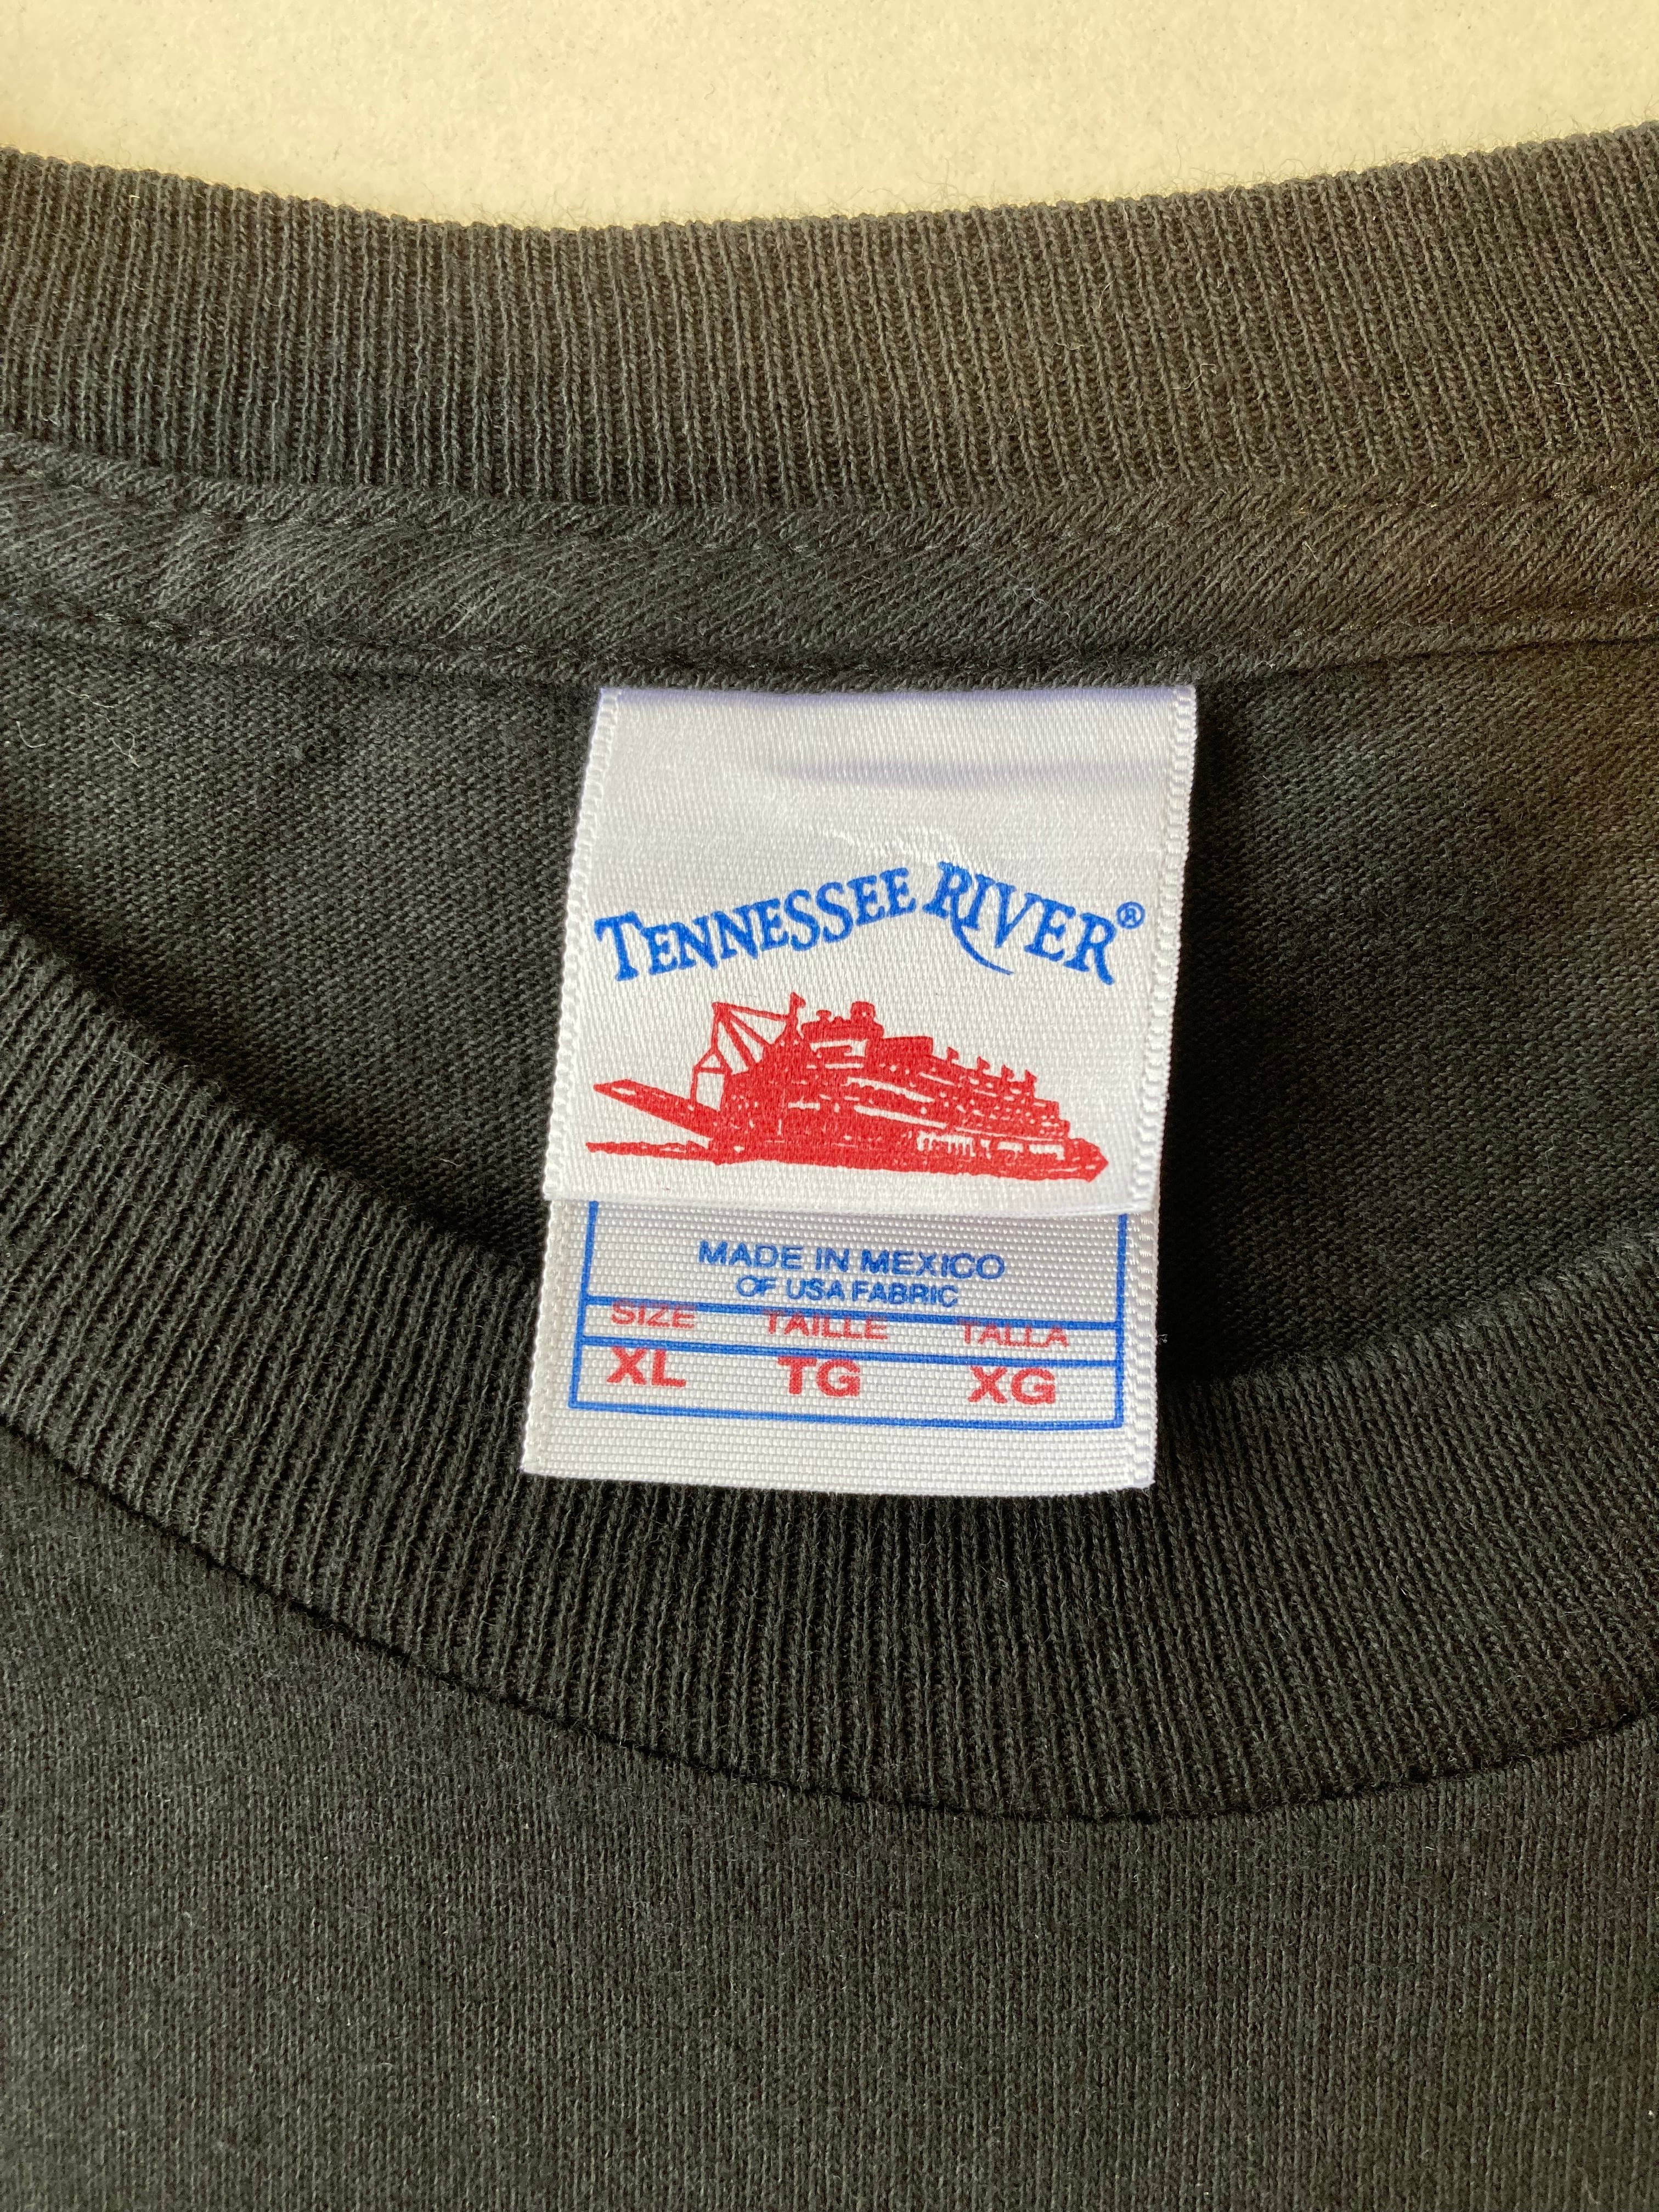 TENNESSEE RIVER®
MADE IN MEXICO
OF USA FABRIC
SIZE TAILLE TALLA
XL TG XG